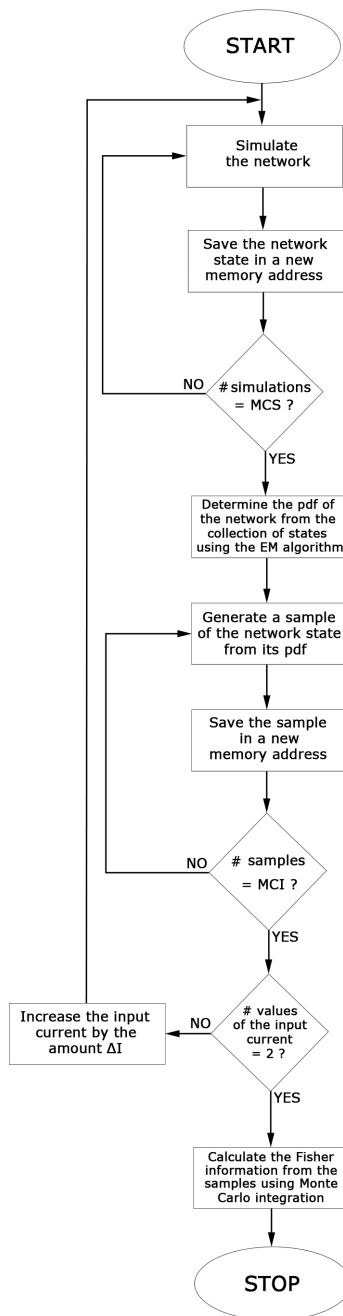 START
Simulate
the network
Save the network
state in a new
memory address
NO
# simulations
= MCS ?
YES
Determine the pdf of
the network from the
collection of states
using the EM algorithm
Generate a sample
of the network state
from its pdf
Save the sample
in a new
memory address
NO
# samples
= MCI ?
YES
Increase the input
current by the
amount ΔI
NO
# values
of the input
current
= 2 ?
YES
Calculate the Fisher
information from the
samples using Monte
Carlo integration
STOP